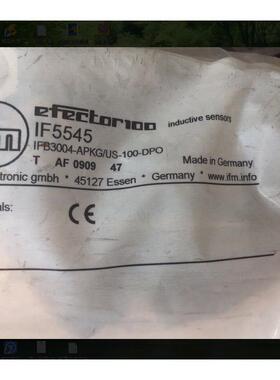 efector100
inductive sensors
IF5545
IFB3004-APKG/US-100-DPO
T AF 0909 47
Made in Germany
tronic gmbh * 45127 Essen * Germany * www.ifm.info
als:
CE